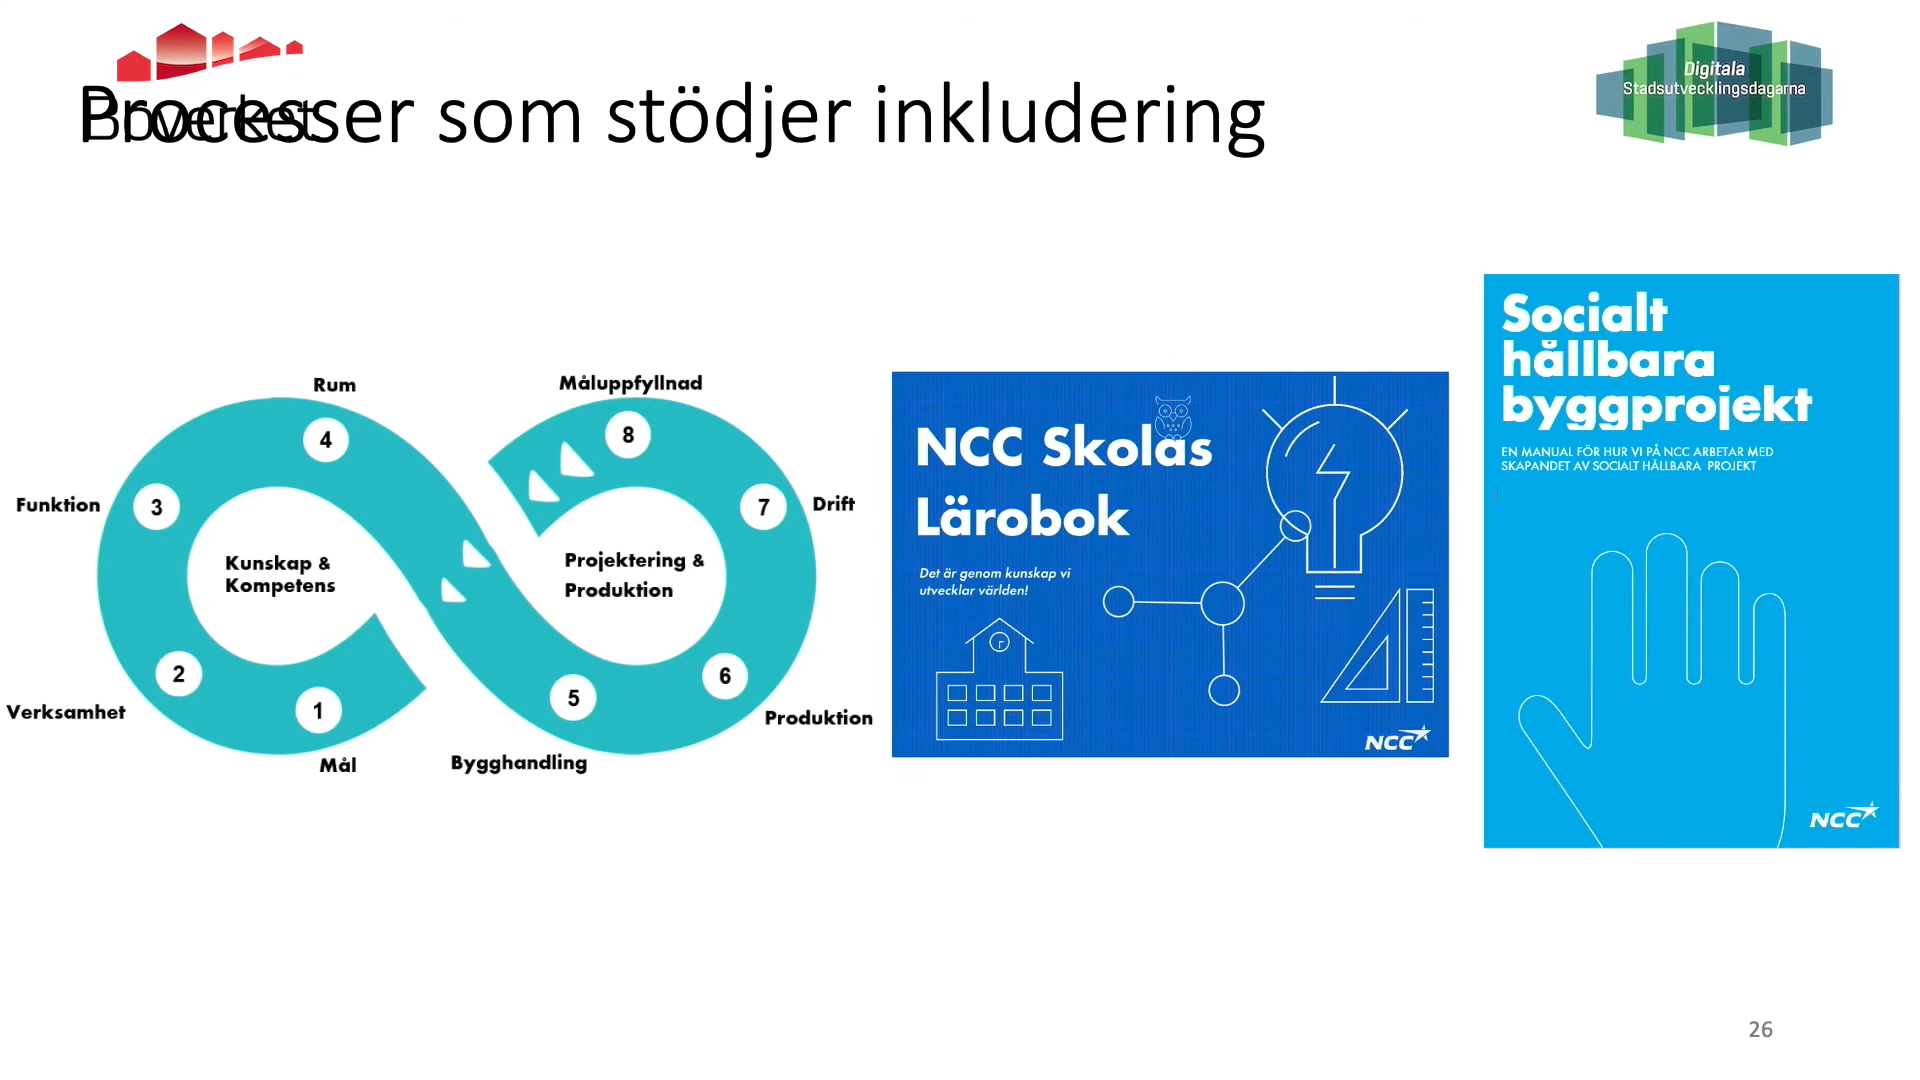 Boverket
Processer som stödjer inkludering
Digitala
Stadsutvecklingsdagarna
Rum
4
Funktion
3
Kunskap &
Kompetens
2
Verksamhet
1
Mål
Måluppfyllnad
8
7
Drift
Projektering &
Produktion
6
Produktion
5
Bygghandling
NCC Skolas
Lärobok
Det är genom kunskap vi
utvecklar världen!
NCC
Socialt
hållbara
byggprojekt
EN MANUAL FÖR HUR VI PÅ NCC ARBETAR MED
SKAPANDET AV SOCIALT HÅLLBARA PROJEKT
NCC
26